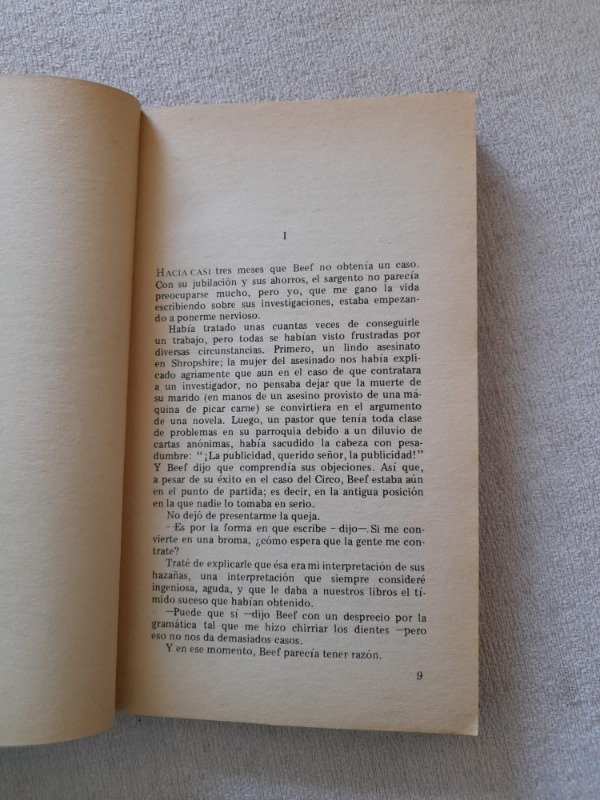 I
HACIA CASI tres meses que Beef no obtenía un caso.
Con su jubilación y sus ahorros, el sargento no parecía
preocuparse mucho, pero yo, que me gano la vida
escribiendo sobre sus investigaciones, estaba empezan-
do a ponerme nervioso.
Había tratado unas cuantas veces de conseguirle
un trabajo, pero todas se habían visto frustradas por
diversas circunstancias. Primero, un lindo asesinato
en Shropshire; la mujer del asesinado nos había expli-
cado agriamente que aun en el caso de que contratara
a un investigador, no pensaba dejar que la muerte de
su marido (en manos de un asesino provisto de una má-
quina de picar carne) se convirtiera en el argumento
de una novela. Luego, un pastor que tenía toda clase
de problemas en su parroquia debido a un diluvio de
cartas anónimas, había sacudido la cabeza con pesa-
dumbre: "¡La publicidad, querido señor, la publicidad!"
Y Beef dijo que comprendía sus objeciones. Así que,
a pesar de su éxito en el caso del Circo, Beef estaba aún
en el punto de partida; es decir, en la antigua posición
en la que nadie lo tomaba en serio.
No dejó de presentarme la queja.
–Es por la forma en que escribe –dijo—. Si me con-
vierte en una broma, ¿cómo espera que la gente me con-
trate?
Traté de explicarle que ésa era mi interpretación de sus
hazañas, una interpretación que siempre consideré
ingeniosa, aguda, y que le daba a nuestros libros el tí-
mido suceso que habían obtenido.
—Puede que sí —dijo Beef con un desprecio por la
gramática tal que me hizo chirriar los dientes —pero
eso no nos da demasiados casos.
Y en ese momento, Beef parecía tener razón.
9